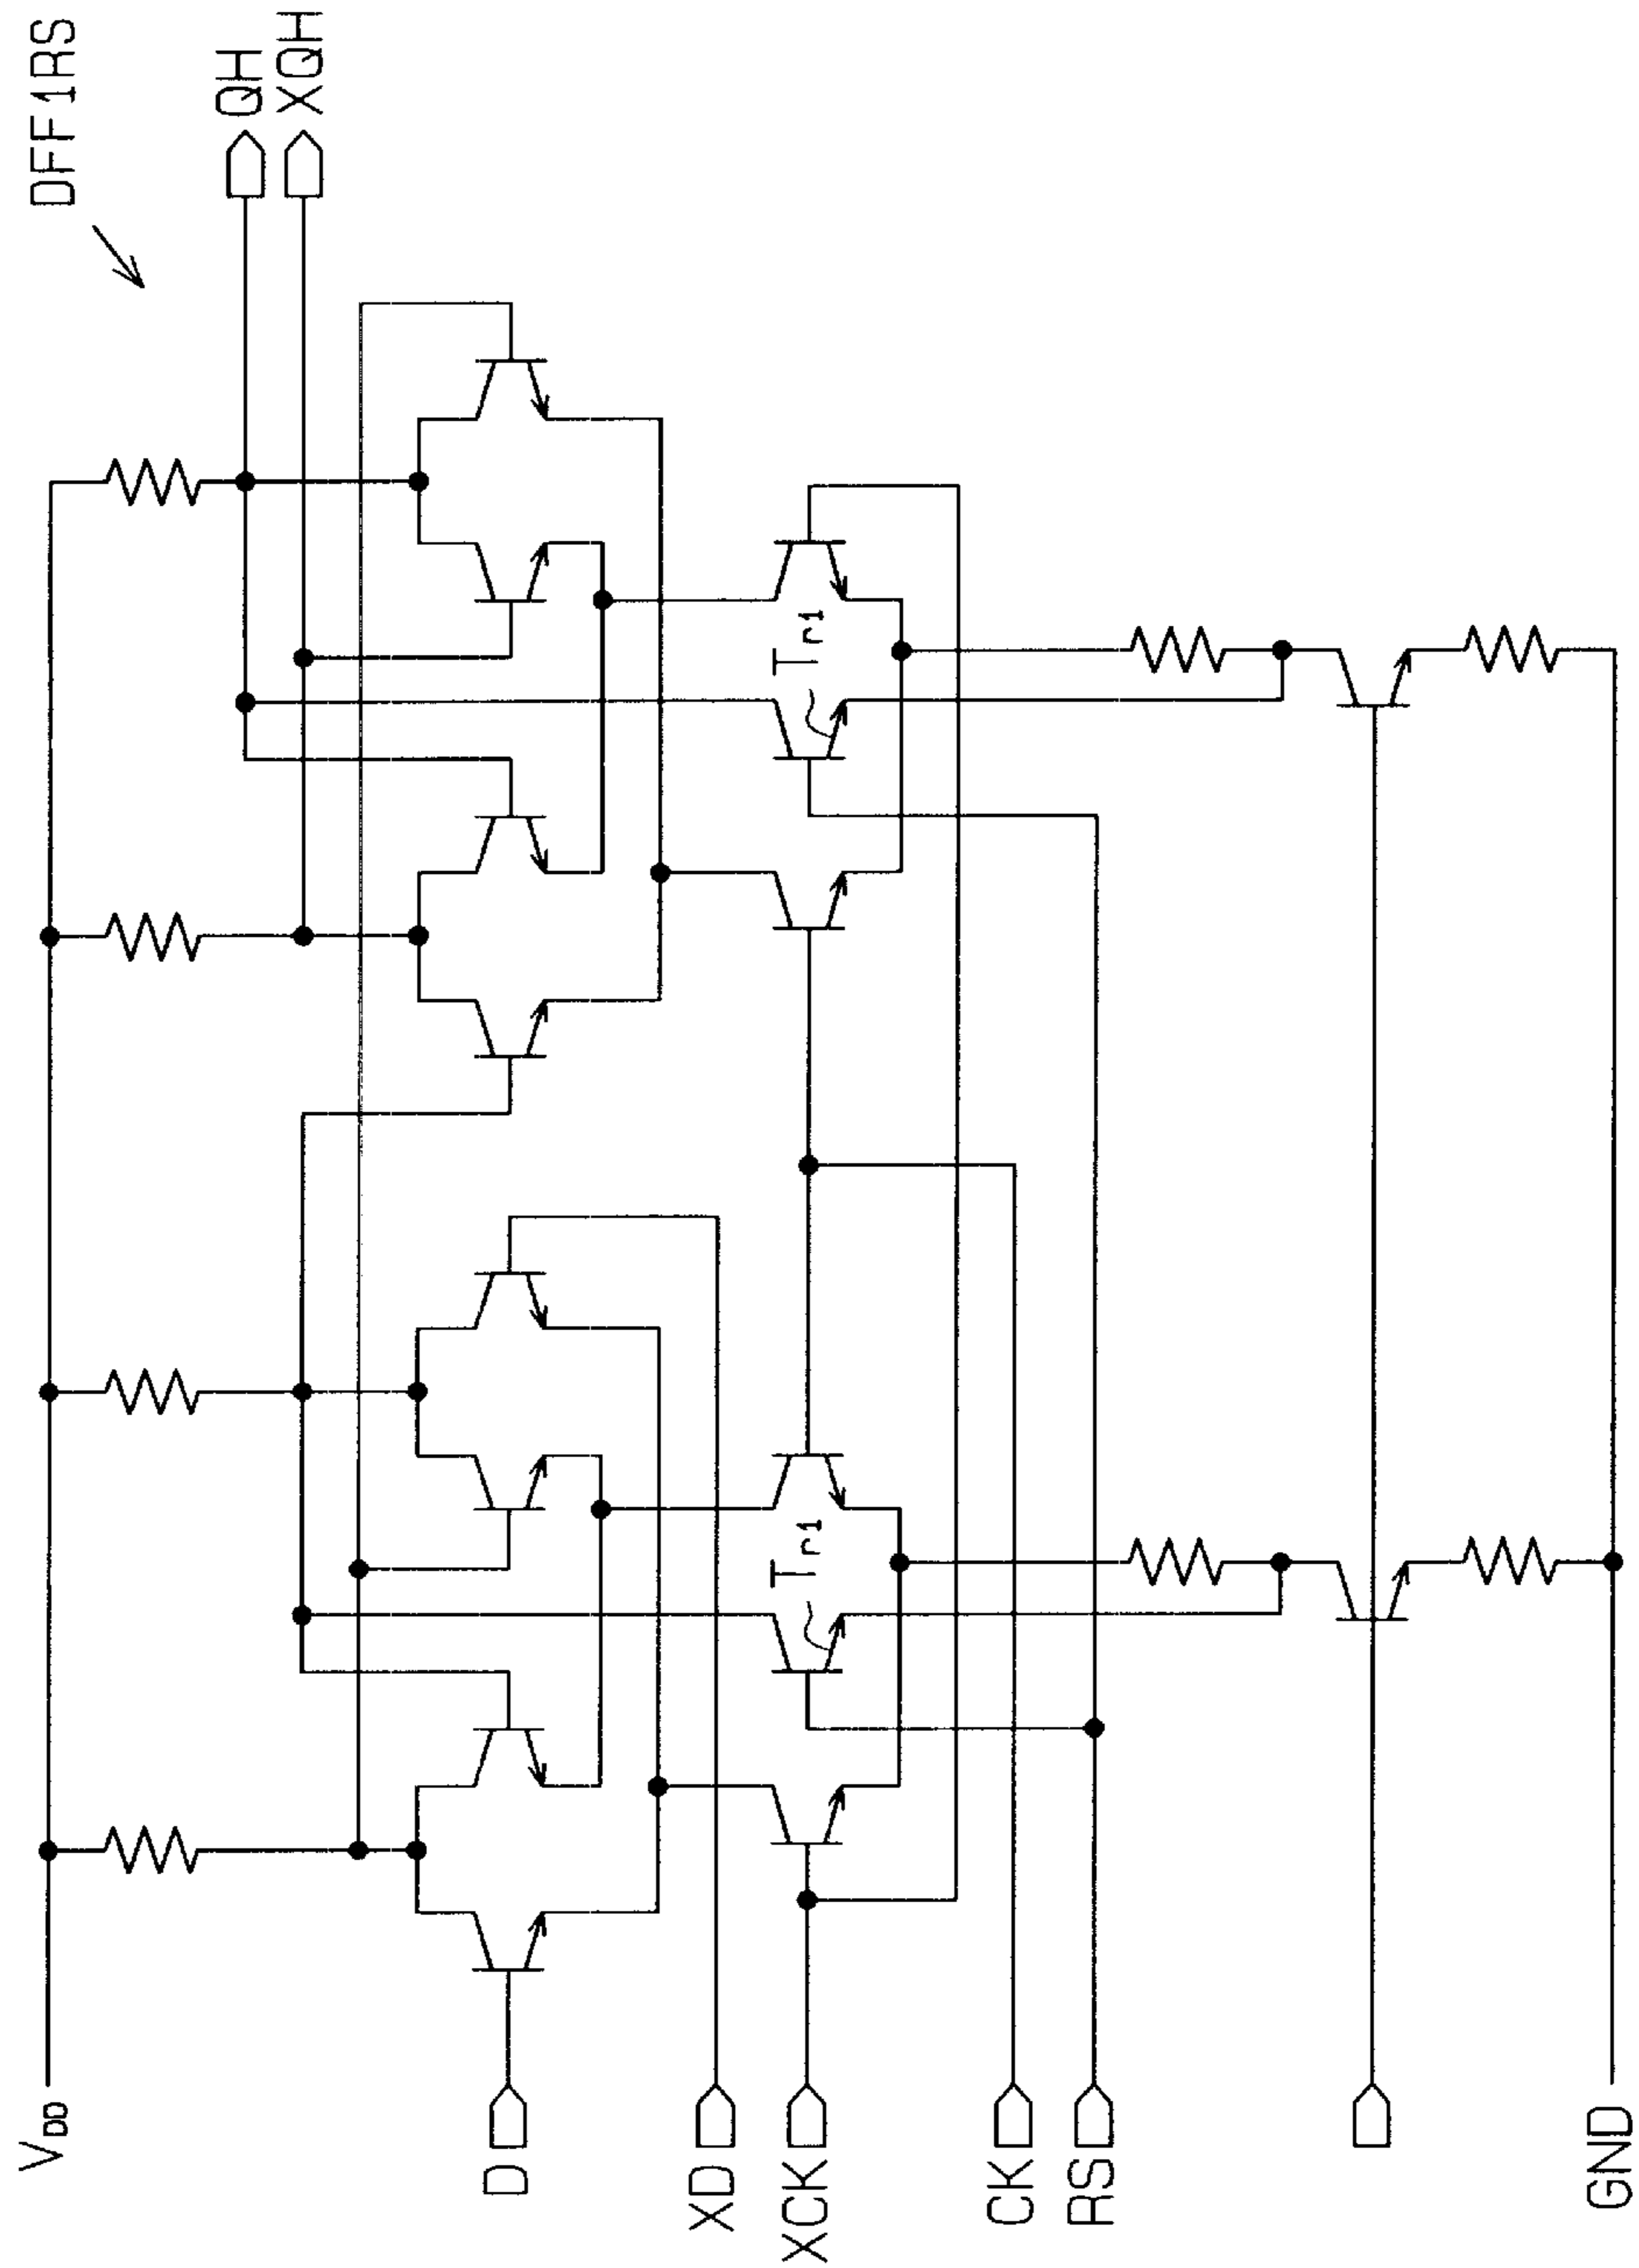 DFF1RS
QH
XQH
Tr1
Tr1
VDD
D
XD
XCK
CK
RS
GND